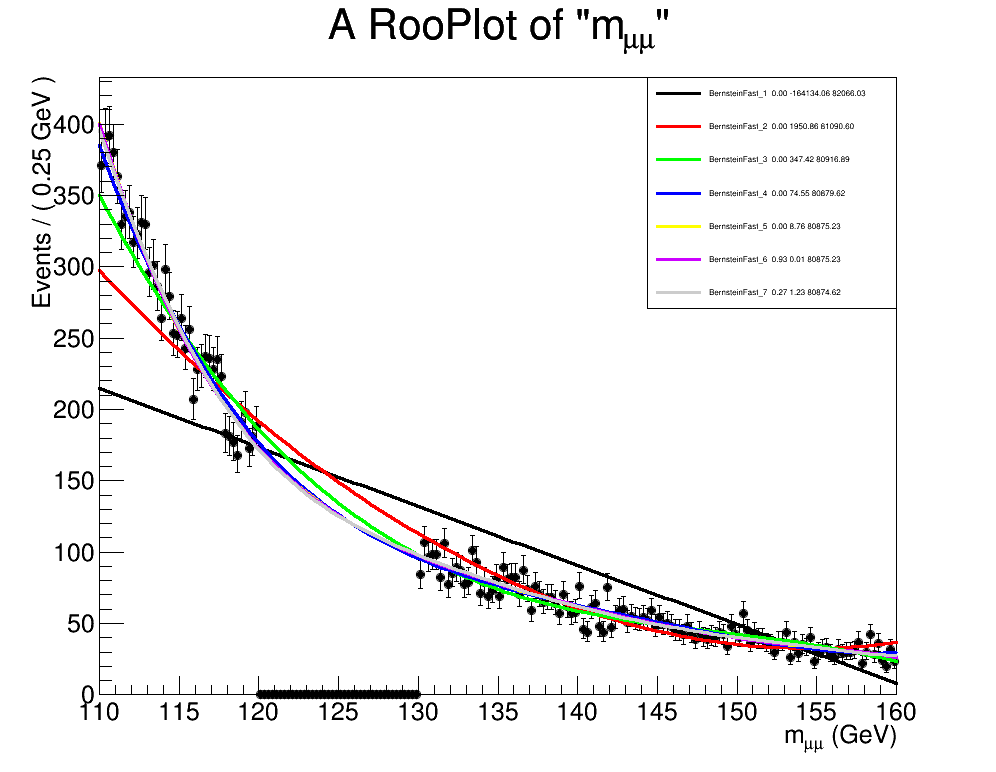 A RooPlot of "mμμ"
Events / ( 0.25 GeV )
400
350
300
250
200
150
100
50
0
110 115 120 125 130 135 140 145 150 155 160
mμμ (GeV)
BernsteinFast_1 0.00 -164134.06 82066.03
BernsteinFast_2 0.00 1950.86 81090.60
BernsteinFast_3 0.00 347.42 80916.89
BernsteinFast_4 0.00 74.55 80879.62
BernsteinFast_5 0.00 8.76 80875.23
BernsteinFast_6 0.93 0.01 80875.23
BernsteinFast_7 0.27 1.23 80874.62